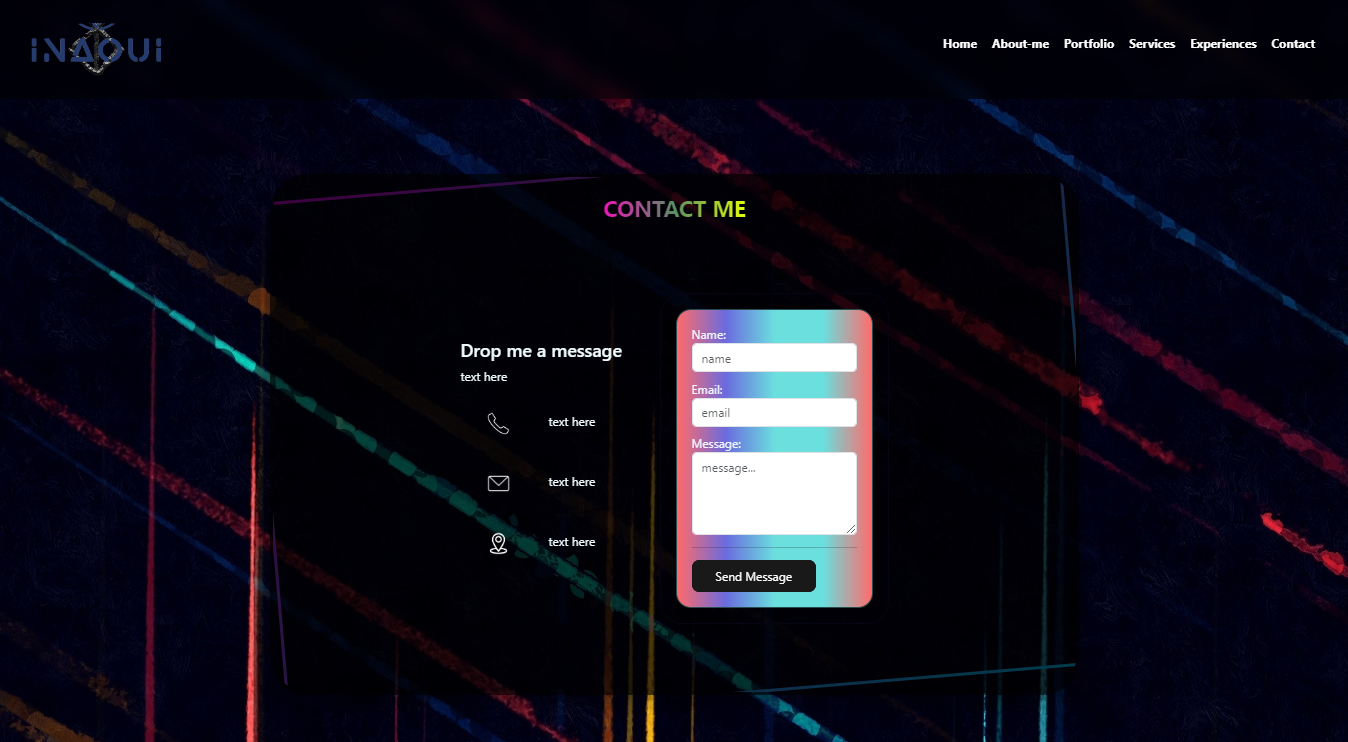 INAOUI
Home About-me Portfolio Services Experiences Contact
CONTACT ME
Drop me a message
text here
text here
text here
text here
Name:
name
Email:
email
Message:
message...
Send Message